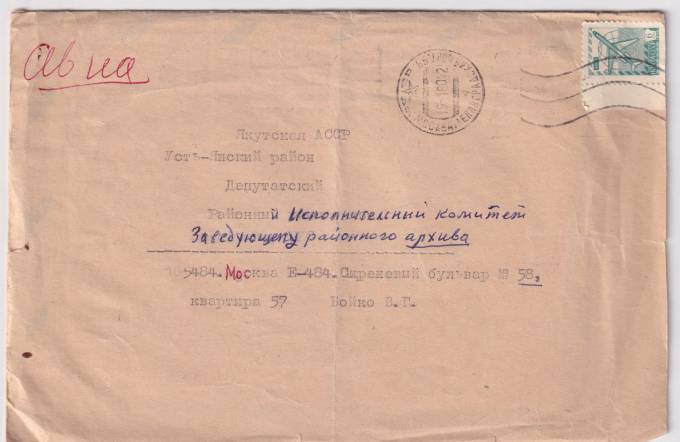 Авиа
Якутская АССР
Усть-Янский район
Депутатский
Районный Исполнительный комитет
Заведующему районного архива
105484. Москва Е-484. Сиреневый бульвар № 58,
квартира 57 Бойко В.Г.